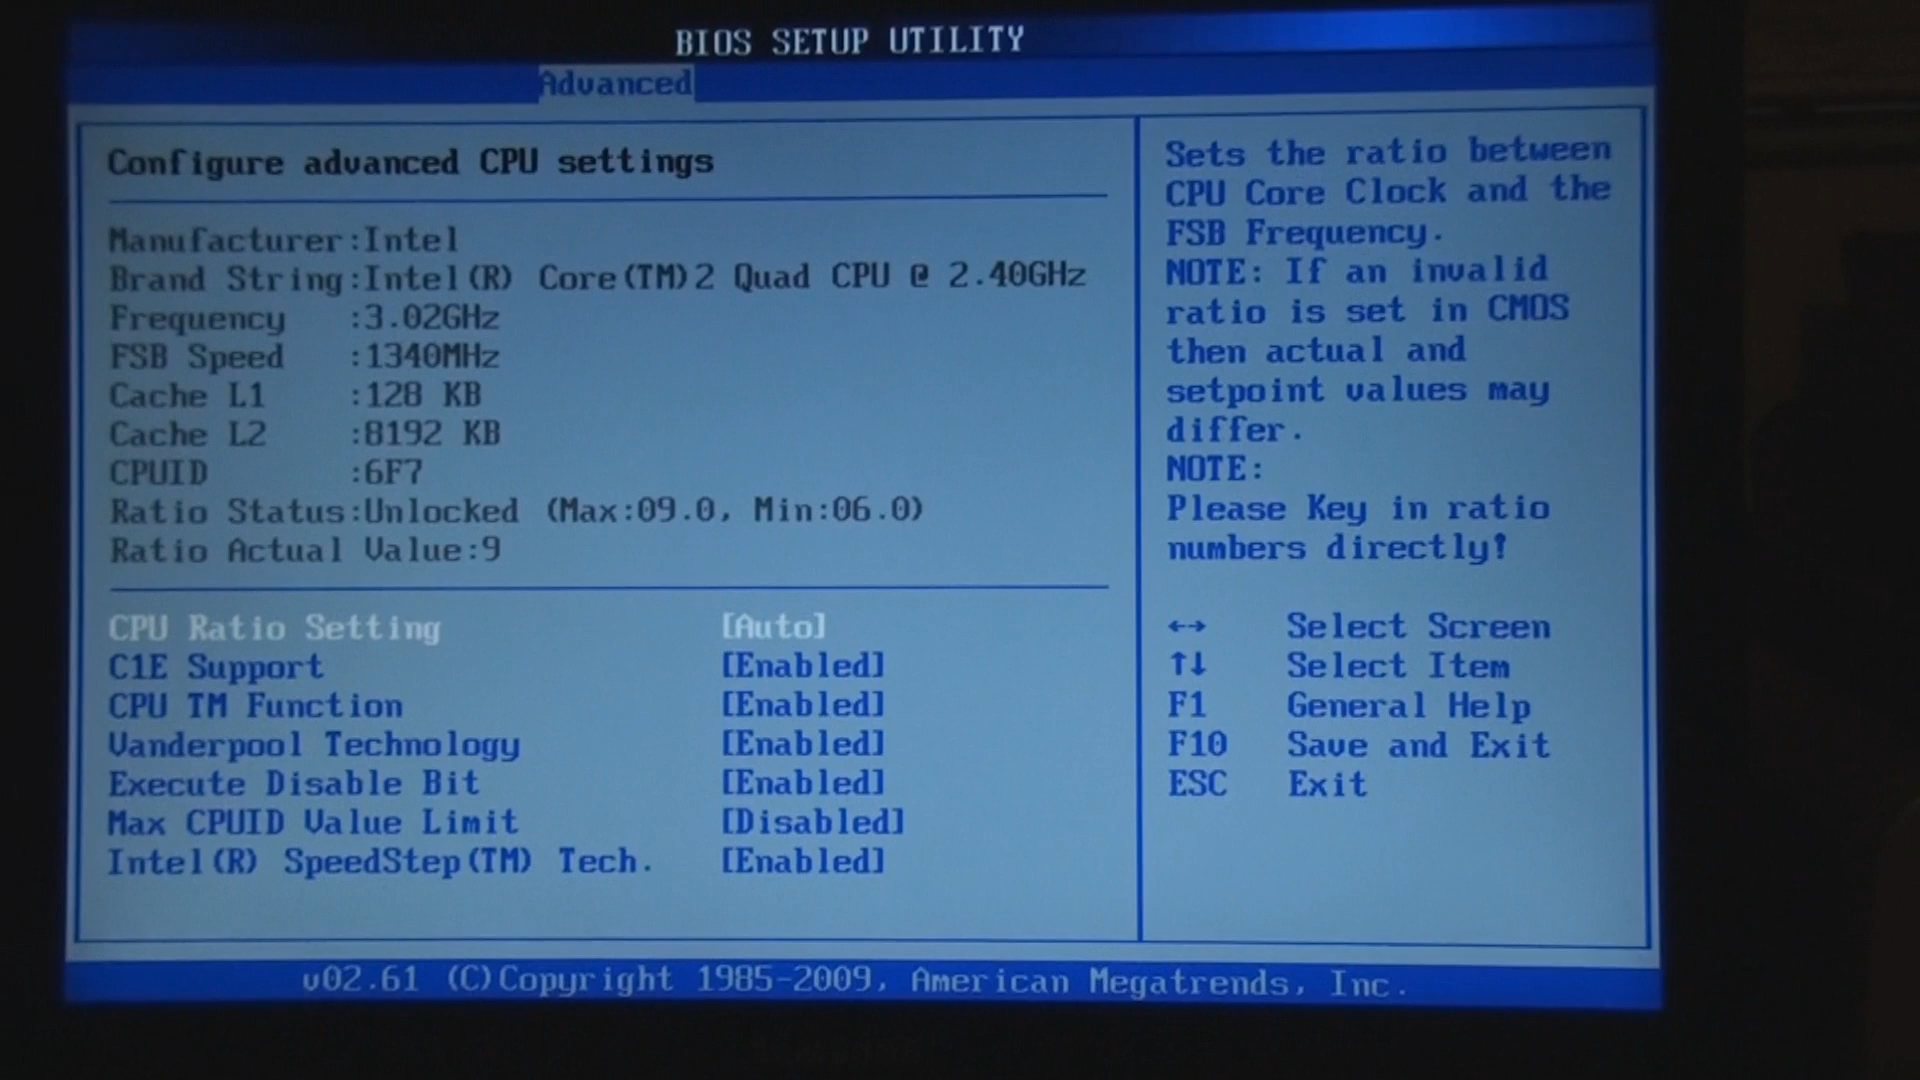 BIOS SETUP UTILITY
Advanced
Configure advanced CPU settings
Manufacturer:Intel
Brand String:Intel(R) Core(TM)2 Quad CPU @ 2.40GHz
Frequency :3.02GHz
FSB Speed :1340MHz
Cache L1 :128 KB
Cache L2 :8192 KB
CPUID :6F7
Ratio Status:Unlocked (Max:09.0, Min:06.0)
Ratio Actual Value:9
CPU Ratio Setting [Auto]
C1E Support [Enabled]
CPU TM Function [Enabled]
Vanderpool Technology [Enabled]
Execute Disable Bit [Enabled]
Max CPUID Value Limit [Disabled]
Intel(R) SpeedStep(TM) Tech. [Enabled]
Sets the ratio between
CPU Core Clock and the
FSB Frequency.
NOTE: If an invalid
ratio is set in CMOS
then actual and
setpoint values may
differ.
NOTE:
Please Key in ratio
numbers directly!
←→ Select Screen
↑↓ Select Item
F1 General Help
F10 Save and Exit
ESC Exit
v02.61 (C)Copyright 1985-2009, American Megatrends, Inc.